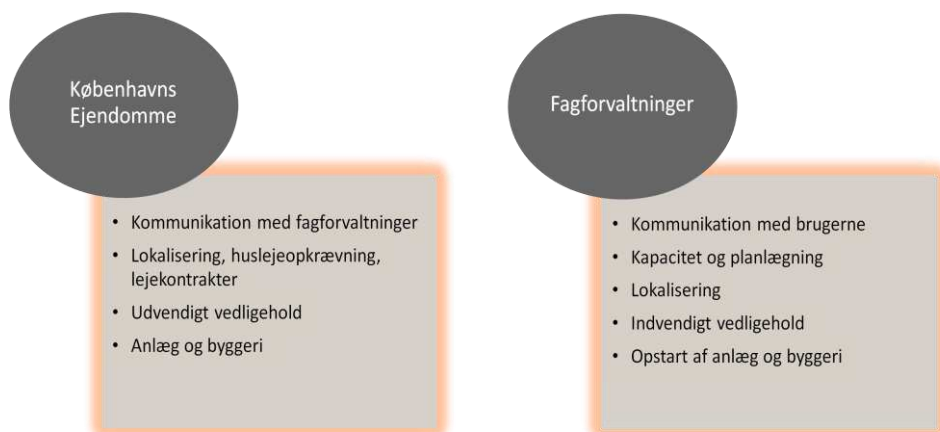 Københavns
Ejendomme
• Kommunikation med fagforvaltninger
• Lokalisering, huslejeopkrævning,
lejekontrakter
• Udvendigt vedligehold
• Anlæg og byggeri
Fagforvaltninger
• Kommunikation med brugerne
• Kapacitet og planlægning
• Lokalisering
• Indvendigt vedligehold
• Opstart af anlæg og byggeri